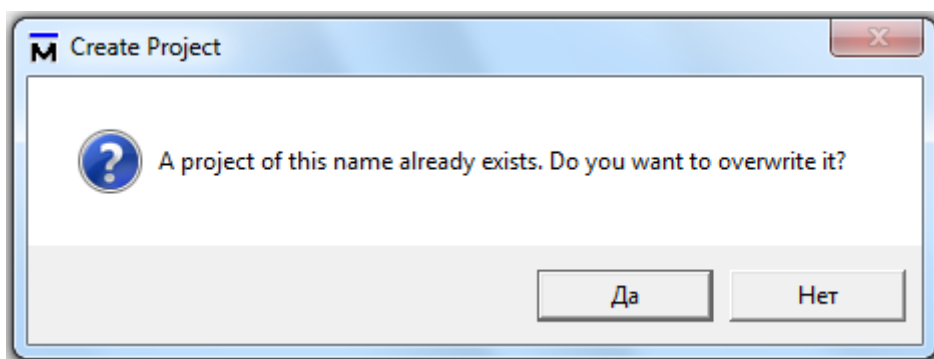 Create Project
A project of this name already exists. Do you want to overwrite it?
Да
Нет